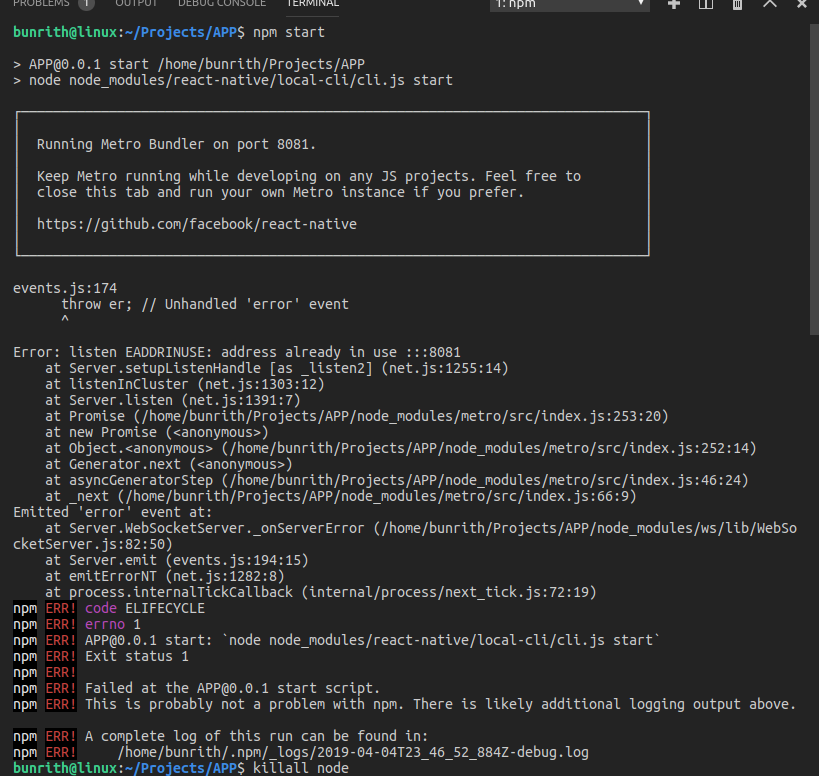 PROBLEMS 1 OUTPUT DEBUG CONSOLE TERMINAL 1: npm
bunrith@linux:~/Projects/APP$ npm start
> APP@0.0.1 start /home/bunrith/Projects/APP
> node node_modules/react-native/local-cli/cli.js start
Running Metro Bundler on port 8081.
Keep Metro running while developing on any JS projects. Feel free to
close this tab and run your own Metro instance if you prefer.
https://github.com/facebook/react-native
events.js:174
throw er; // Unhandled 'error' event
^
Error: listen EADDRINUSE: address already in use :::8081
at Server.setupListenHandle [as _listen2] (net.js:1255:14)
at listenInCluster (net.js:1303:12)
at Server.listen (net.js:1391:7)
at Promise (/home/bunrith/Projects/APP/node_modules/metro/src/index.js:253:20)
at new Promise (<anonymous>)
at Object.<anonymous> (/home/bunrith/Projects/APP/node_modules/metro/src/index.js:252:14)
at Generator.next (<anonymous>)
at asyncGeneratorStep (/home/bunrith/Projects/APP/node_modules/metro/src/index.js:46:24)
at _next (/home/bunrith/Projects/APP/node_modules/metro/src/index.js:66:9)
Emitted 'error' event at:
at Server.WebSocketServer._onServerError (/home/bunrith/Projects/APP/node_modules/ws/lib/WebSo
cketServer.js:82:50)
at Server.emit (events.js:194:15)
at emitErrorNT (net.js:1282:8)
at process.internalTickCallback (internal/process/next_tick.js:72:19)
npm ERR! code ELIFECYCLE
npm ERR! errno 1
npm ERR! APP@0.0.1 start: `node node_modules/react-native/local-cli/cli.js start`
npm ERR! Exit status 1
npm ERR!
npm ERR! Failed at the APP@0.0.1 start script.
npm ERR! This is probably not a problem with npm. There is likely additional logging output above.
npm ERR! A complete log of this run can be found in:
npm ERR! /home/bunrith/.npm/_logs/2019-04-04T23_46_52_884Z-debug.log
bunrith@linux:~/Projects/APP$ killall node